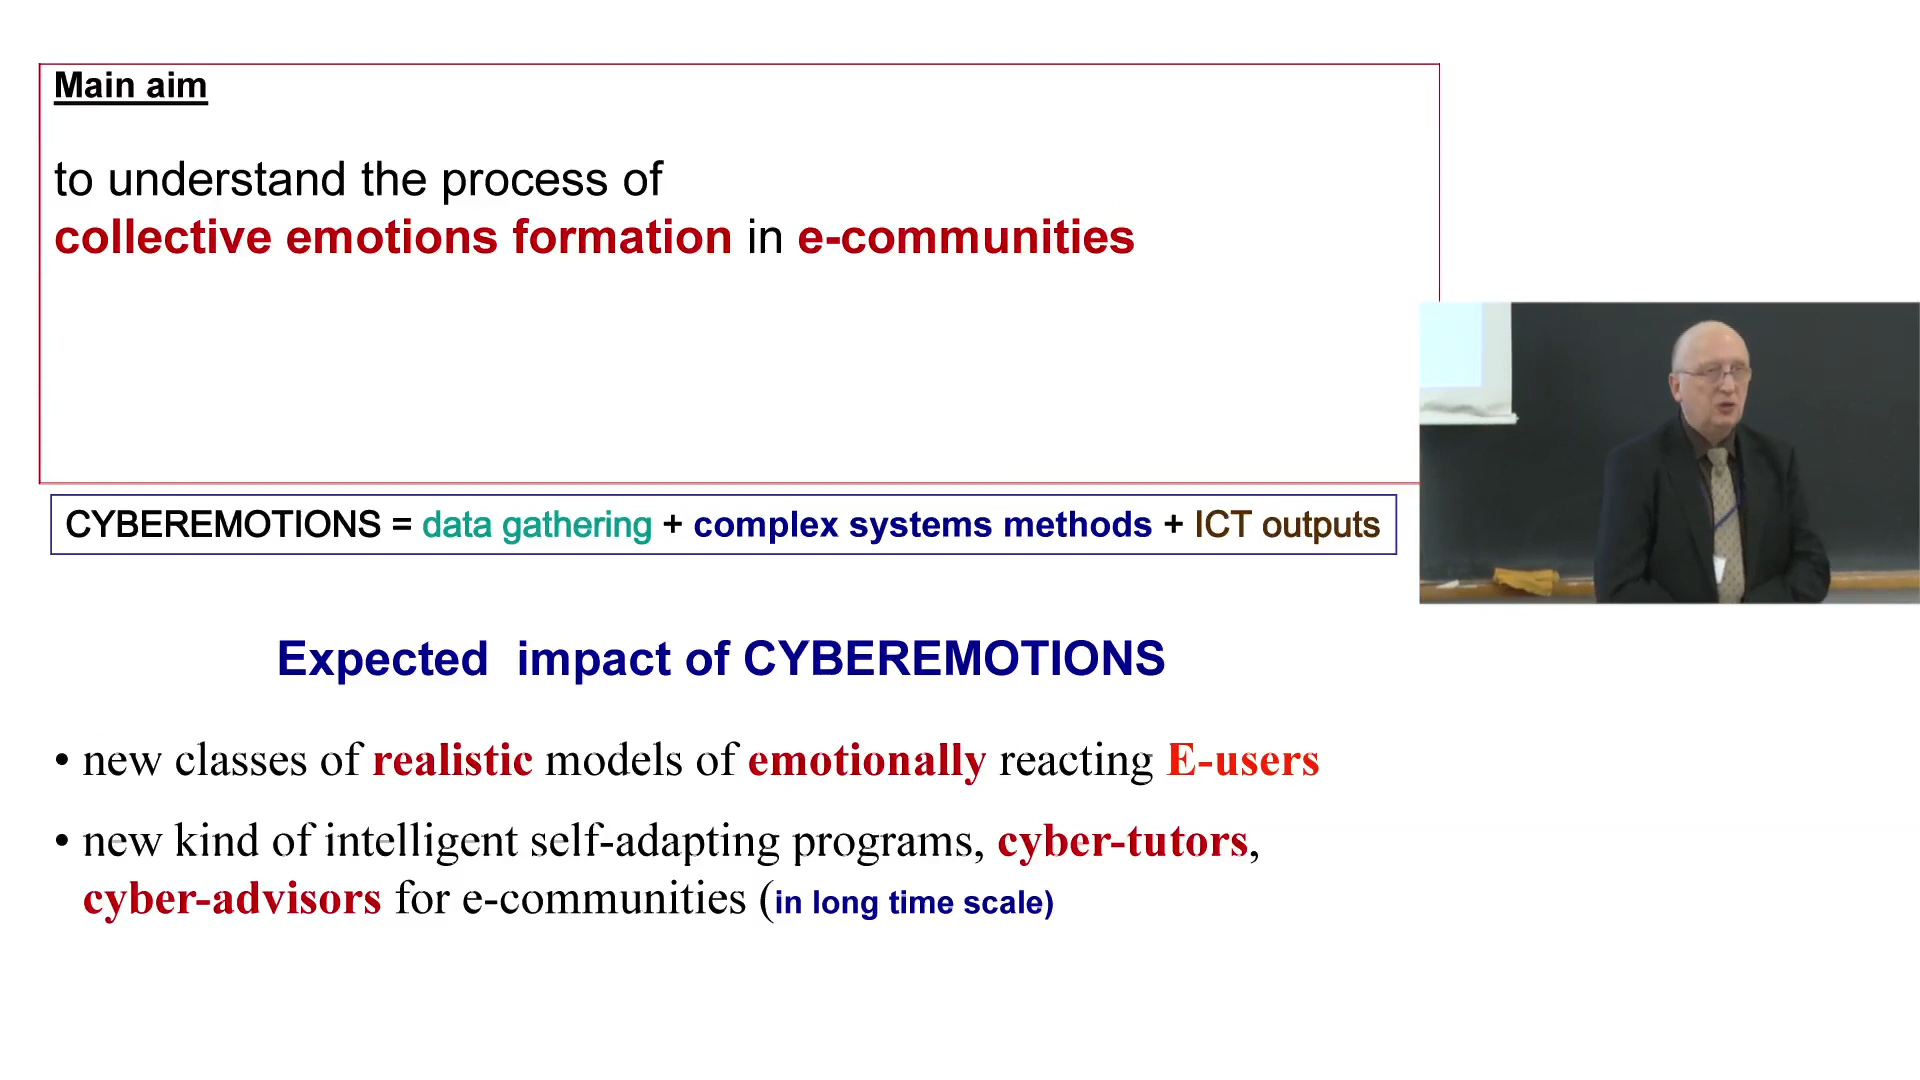 Main aim
to understand the process of
collective emotions formation in e-communities
CYBEREMOTIONS = data gathering + complex systems methods + ICT outputs
Expected impact of CYBEREMOTIONS
• new classes of realistic models of emotionally reacting E-users
• new kind of intelligent self-adapting programs, cyber-tutors,
cyber-advisors for e-communities (in long time scale)